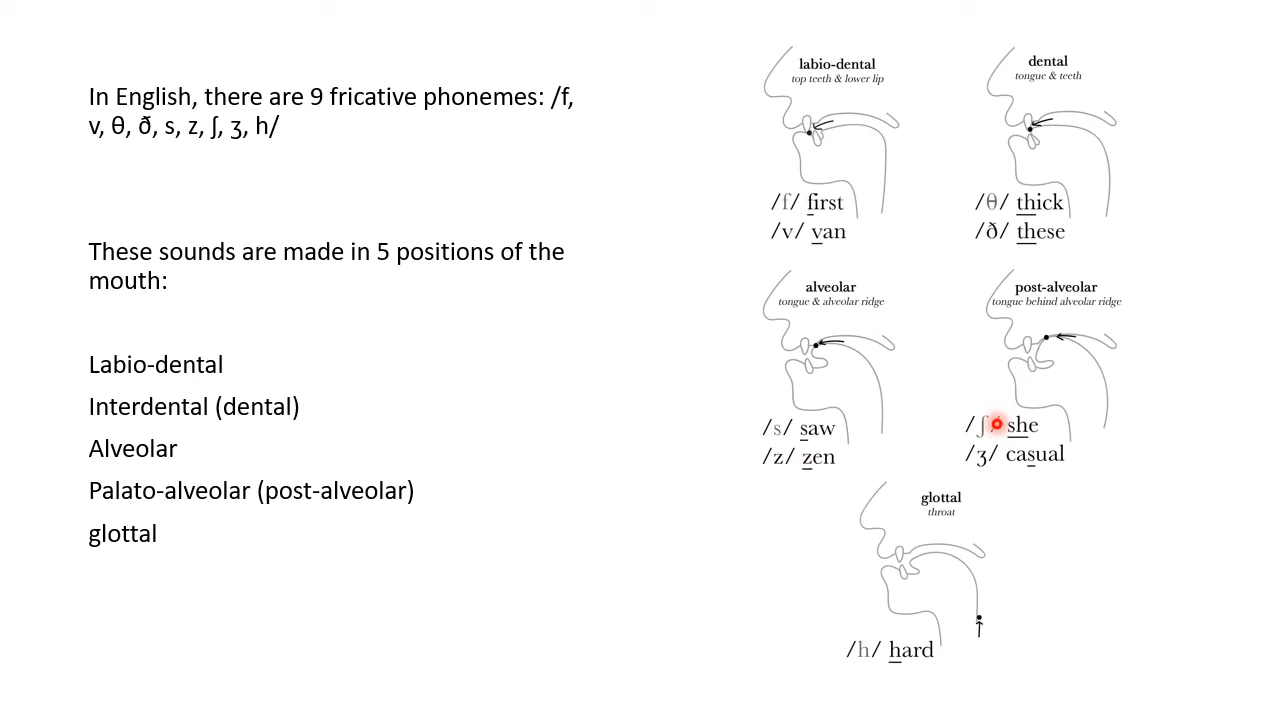 In English, there are 9 fricative phonemes: /f,
v, θ, ð, s, z, ʃ, ʒ, h/
These sounds are made in 5 positions of the
mouth:
Labio-dental
Interdental (dental)
Alveolar
Palato-alveolar (post-alveolar)
glottal
labio-dental
top teeth & lower lip
/f/ first
/v/ van
dental
tongue & teeth
/θ/ thick
/ð/ these
alveolar
tongue & alveolar ridge
/s/ saw
/z/ zen
post-alveolar
tongue behind alveolar ridge
/ʃ/ she
/ʒ/ casual
glottal
throat
/h/ hard